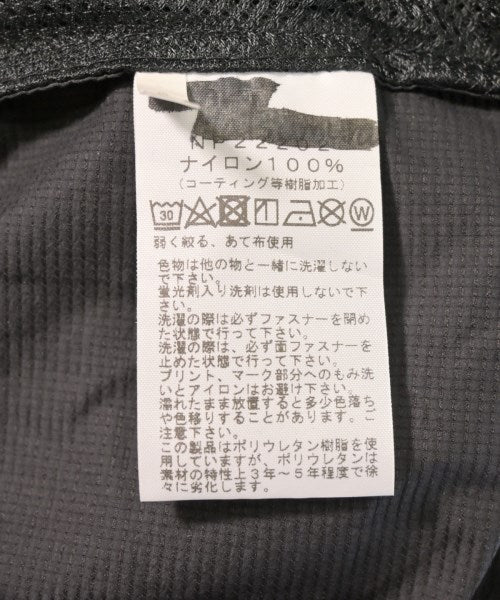 NP22202
ナイロン100%
(コーティング等樹脂加工)
30
W
弱く絞る、あて布使用
色物は他の物と一緒に洗濯しない
で下さい。
蛍光剤入り洗剤は使用しないで下
さい。
洗濯の際は必ずファスナーを閉め
た状態で行って下さい。
洗濯の際は、必ず面ファスナーを
止めた状態で行って下さい。
プリント、マーク部分へのもみ洗
いとアイロンはお避け下さい。
濡れたまま放置すると多少色落ち
や色移りすることがあります。ご
注意下さい。
この製品はポリウレタン樹脂を使
用していますが、ポリウレタンは
素材の特性上3年~5年程度で徐
々に劣化します。